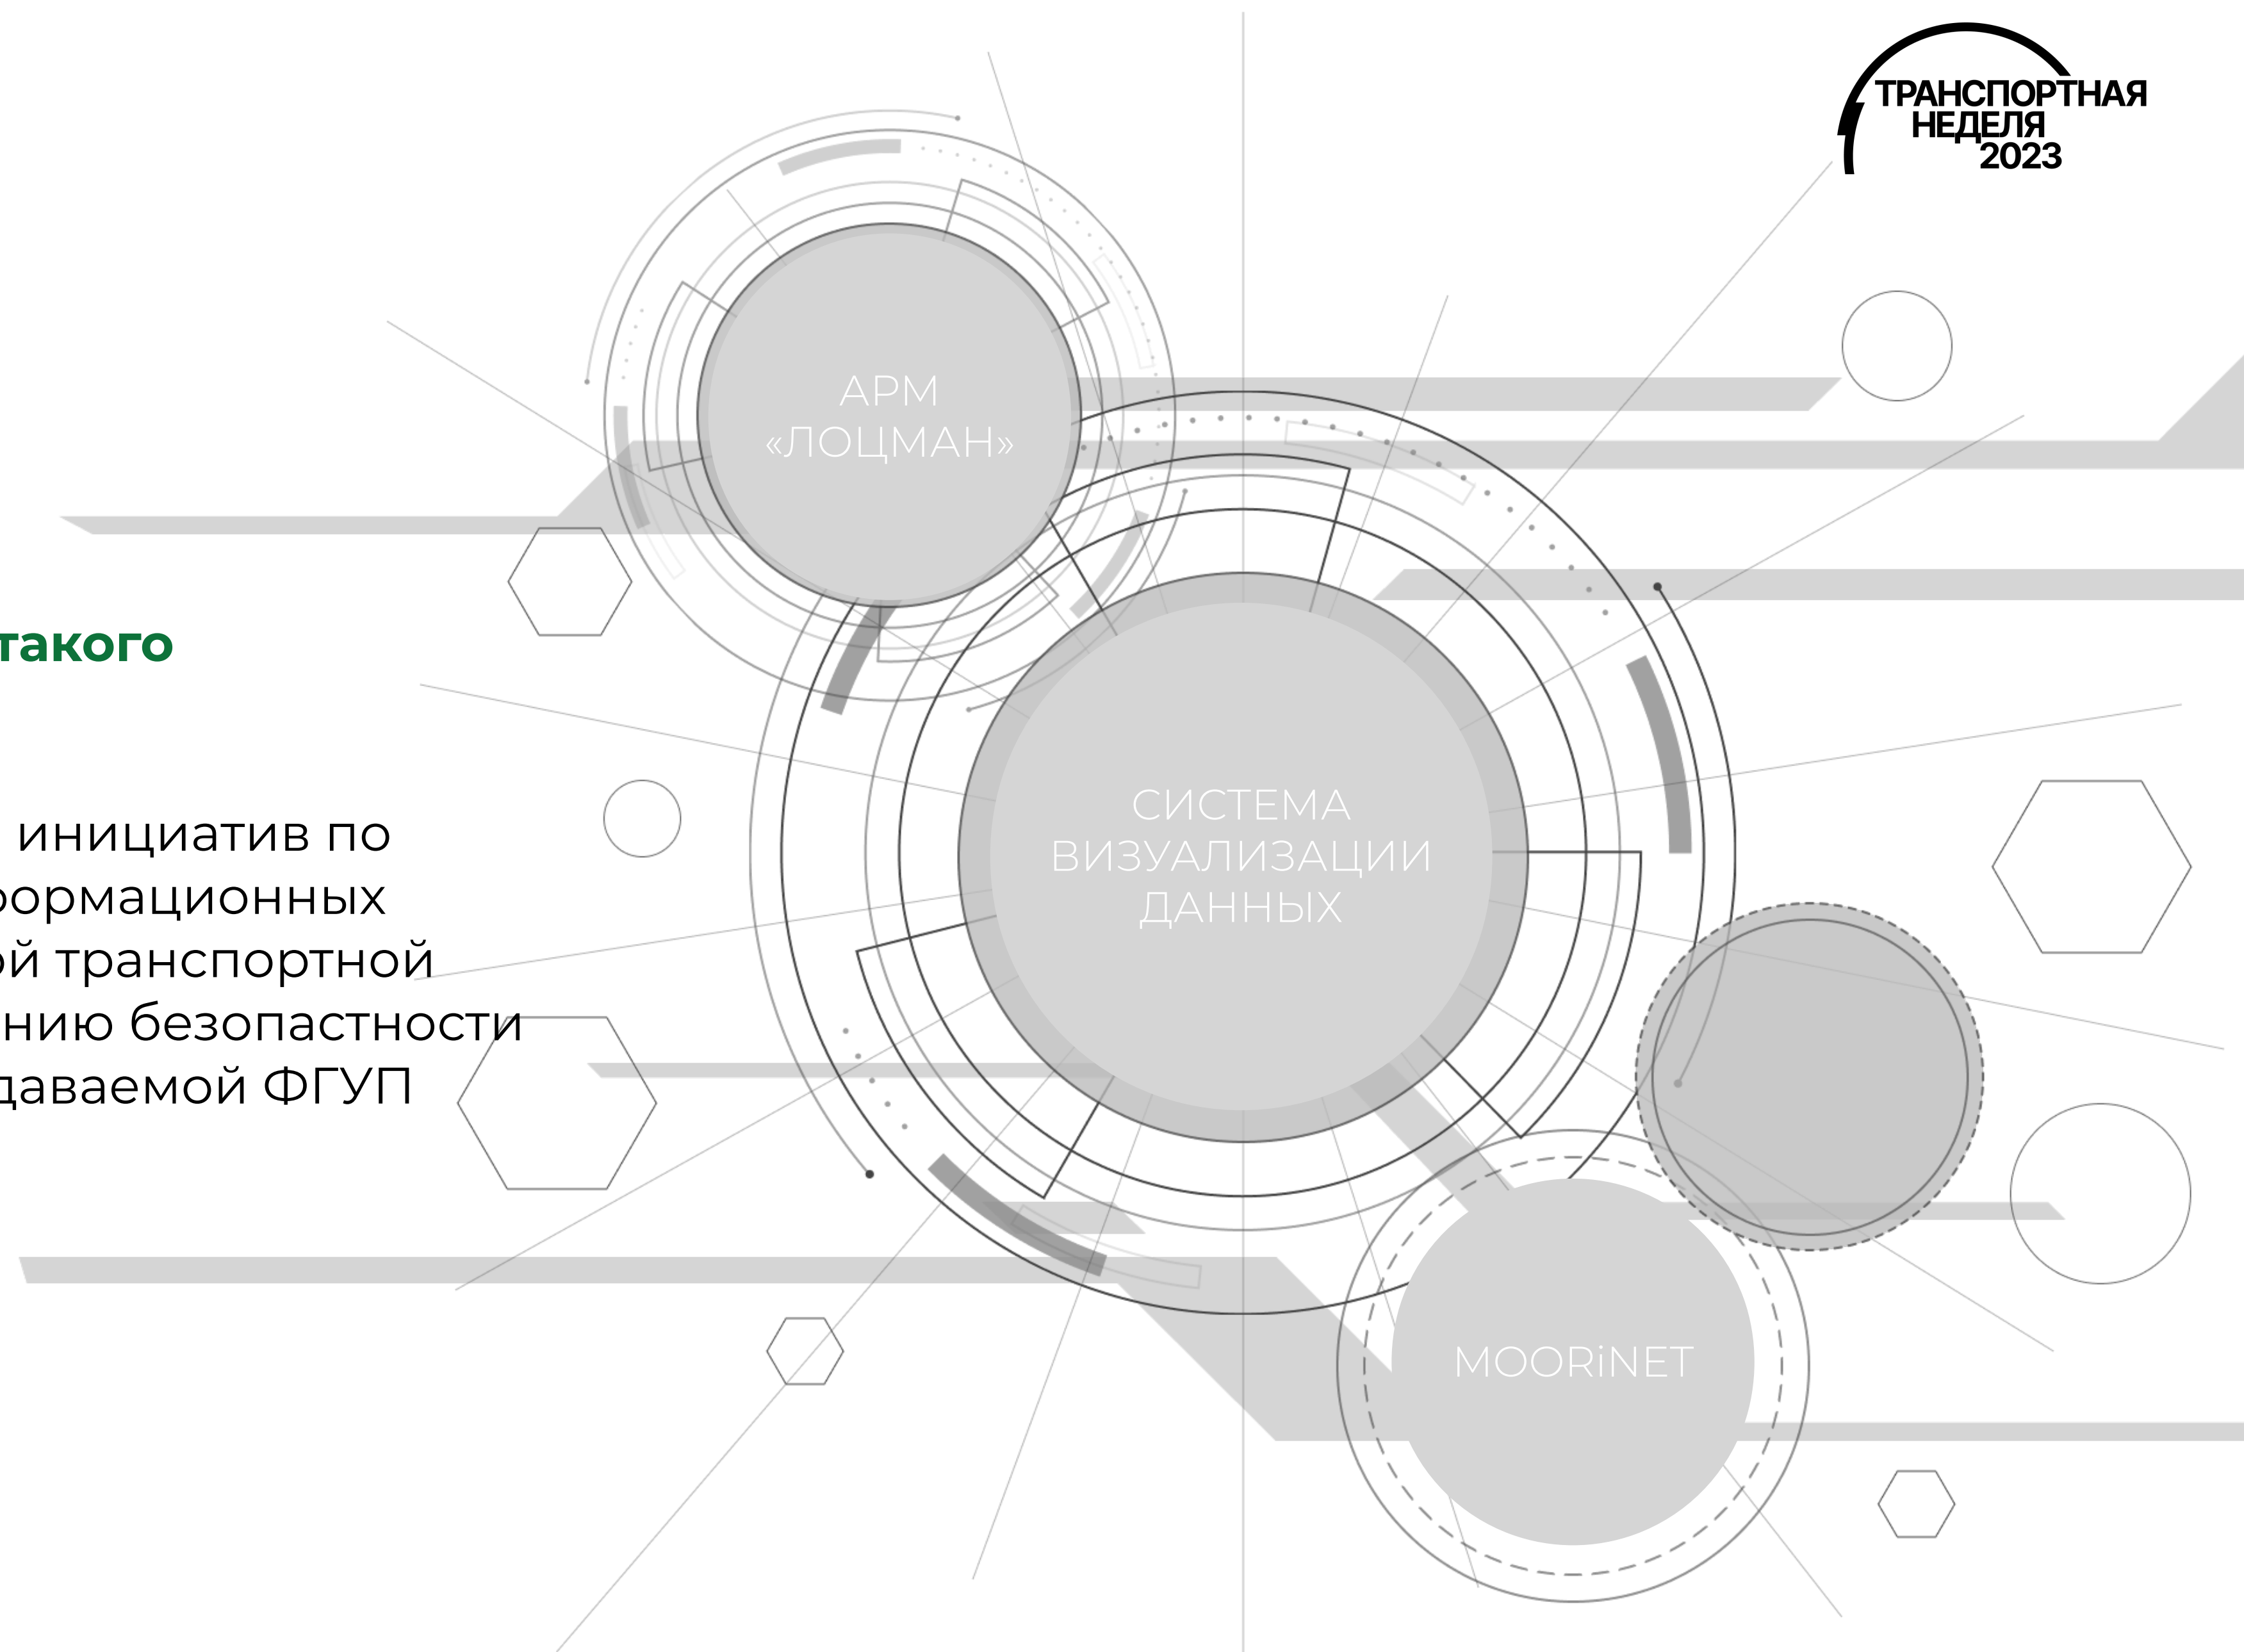 ТРАНСПОРТНАЯ
НЕДЕЛЯ
2023
АРМ
«ЛОЦМАН»
такого
СИСТЕМА
ВИЗУАЛИЗАЦИИ
ДАННЫХ
инициатив по
ормационных
ой транспортной
нию безопастности
даваемой ФГУП
MOORiNET